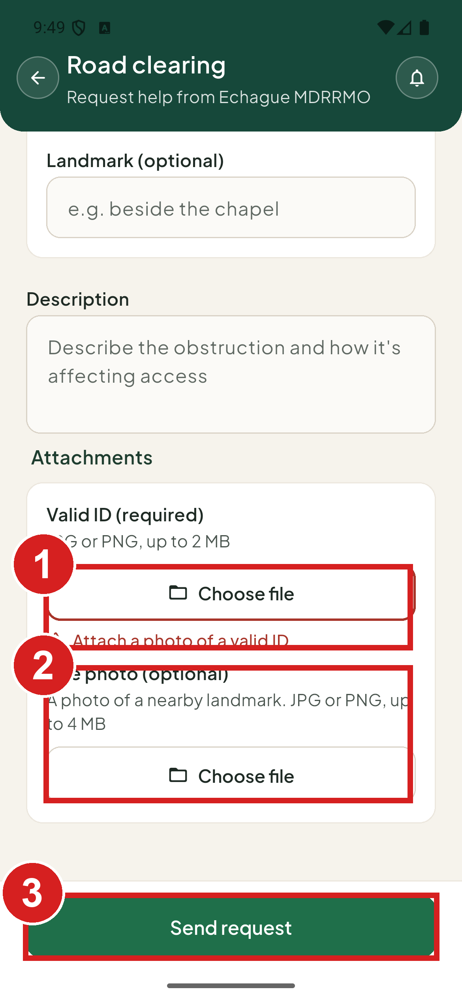 9:49
Road clearing
Request help from Echague MDRRMO
Landmark (optional)
e.g. beside the chapel
Description
Describe the obstruction and how it's
affecting access
Attachments
Valid ID (required)
or PNG, up to 2 MB
1
Choose file
Attach a photo of a valid ID
2
photo (optional)
A photo of a nearby landmark. JPG or PNG, up
to 4 MB
Choose file
3
Send request